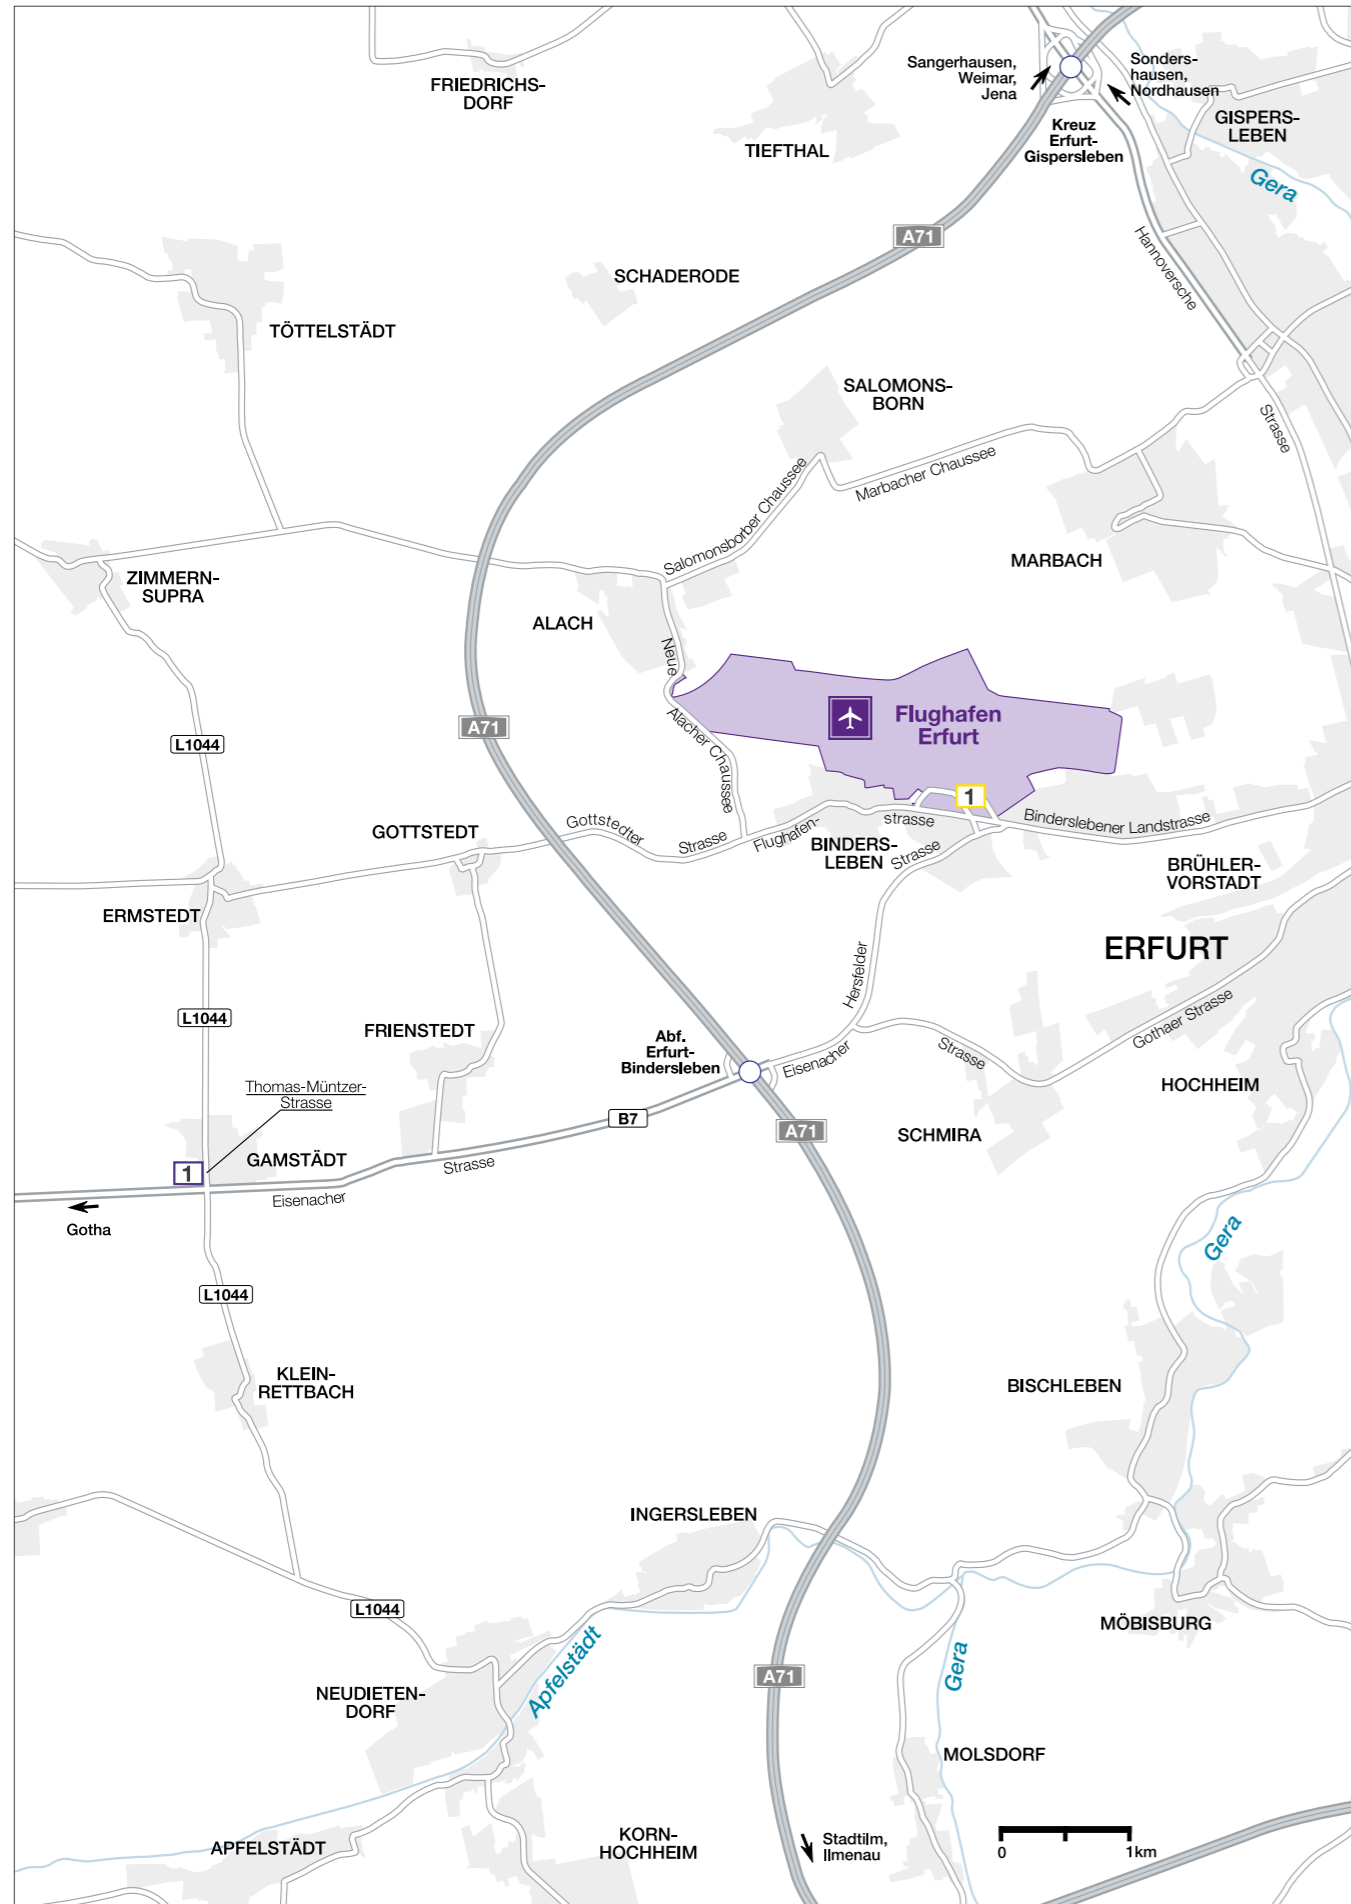 Sangerhausen,
Weimar,
Jena
Sonders-
hausen,
Nordhausen
FRIEDRICHS-
DORF
TIEFTHAL
Kreuz
Erfurt-
Gispersleben
GISPERS-
LEBEN
Gera
A71
Hannoversche
SCHADERODE
TÖTTELSTÄDT
SALOMONS-
BORN
Strasse
Marbacher Chaussee
Salomonsborber Chaussee
MARBACH
ZIMMERN-
SUPRA
ALACH
Neue
Alacher Chaussee
Flughafen
Erfurt
A71
L1044
1
GOTTSTEDT
Gottstedter
Strasse
Flughafen-
strasse
Binderslebener Landstrasse
BINDERS-
LEBEN
Strasse
BRÜHLER-
VORSTADT
ERMSTEDT
ERFURT
Hersfelder
L1044
FRIENSTEDT
Abf.
Erfurt-
Bindersleben
Eisenacher
Strasse
Gothaer Strasse
HOCHHEIM
Thomas-Müntzer-
Strasse
B7
A71
SCHMIRA
GAMSTÄDT
1
Strasse
Eisenacher
Gotha
Gera
L1044
KLEIN-
RETTBACH
BISCHLEBEN
INGERSLEBEN
L1044
MÖBISBURG
Apfelstädt
Gera
A71
NEUDIETEN-
DORF
MOLSDORF
APFELSTÄDT
KORN-
HOCHHEIM
Stadtilm,
Ilmenau
0
1km